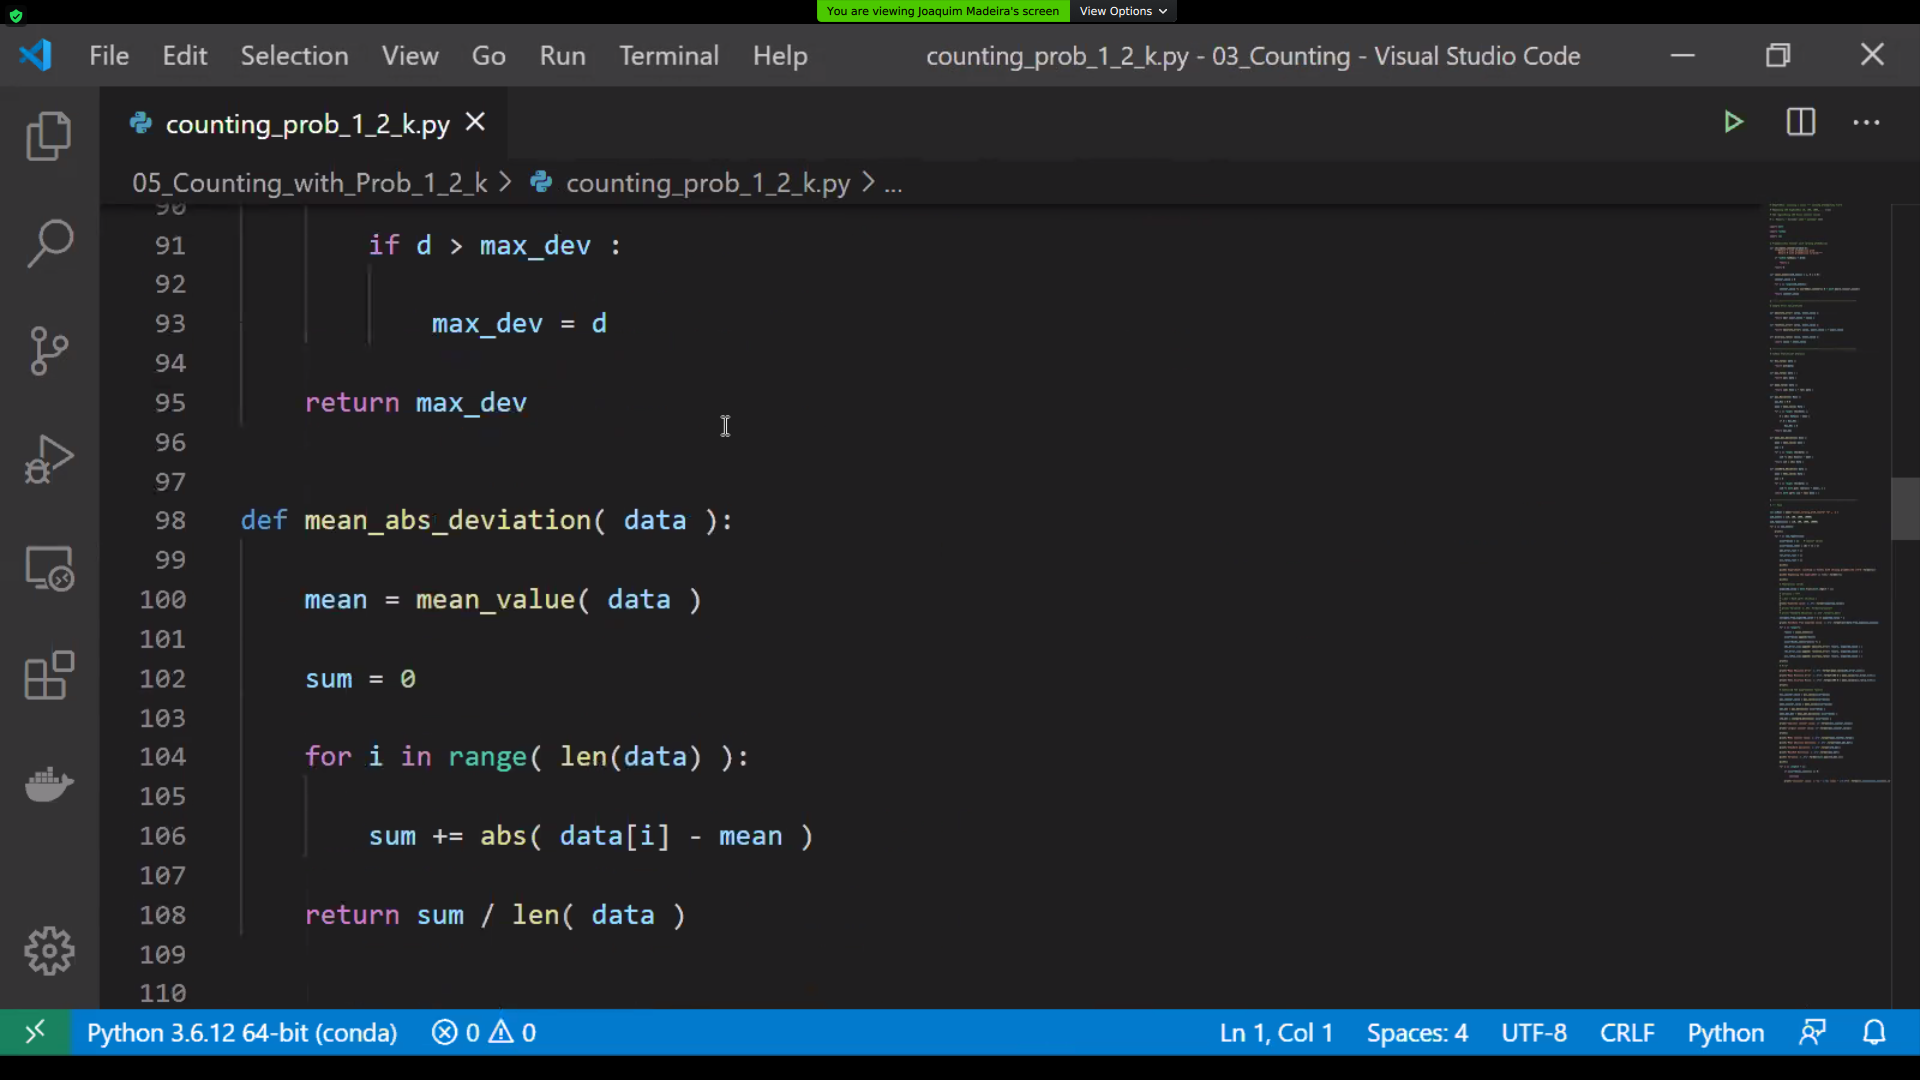 You are viewing Joaquim Madeira's screen View Options
File Edit Selection View Go Run Terminal Help counting_prob_1_2_k.py - 03_Counting - Visual Studio Code
counting_prob_1_2_k.py
05_Counting_with_Prob_1_2_k > counting_prob_1_2_k.py > ...
90
91 if d > max_dev :
92
93 max_dev = d
94
95 return max_dev
96
97
98 def mean_abs_deviation( data ):
99
100 mean = mean_value( data )
101
102 sum = 0
103
104 for i in range( len(data) ):
105
106 sum += abs( data[i] - mean )
107
108 return sum / len( data )
109
110
Python 3.6.12 64-bit (conda) 0 0 Ln 1, Col 1 Spaces: 4 UTF-8 CRLF Python